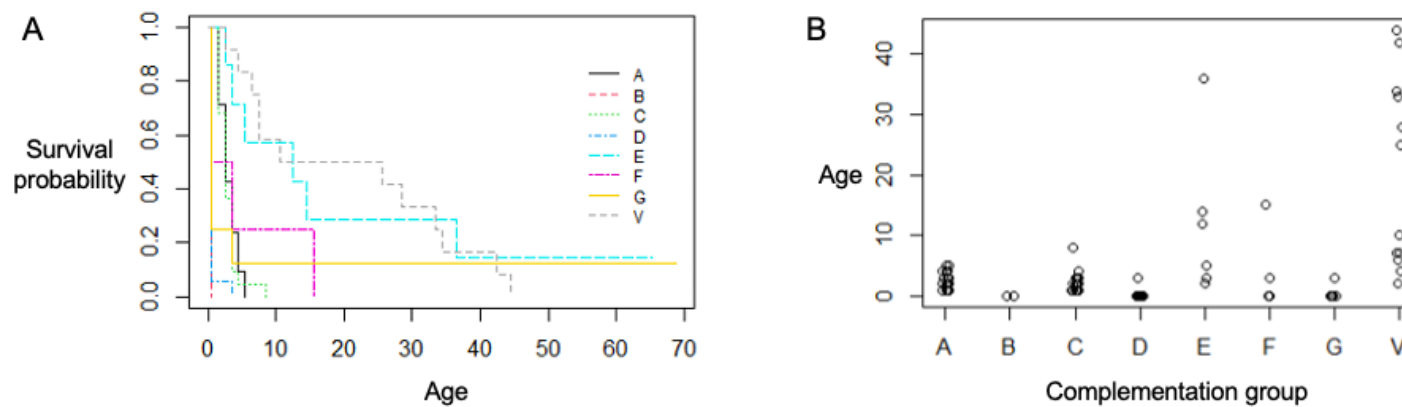 A
Survival
probability
1.0
0.8
0.6
0.4
0.2
0.0
0 10 20 30 40 50 60 70
Age
A
B
C
D
E
F
G
V
B
Age
40
30
20
10
0
A B C D E F G V
Complementation group